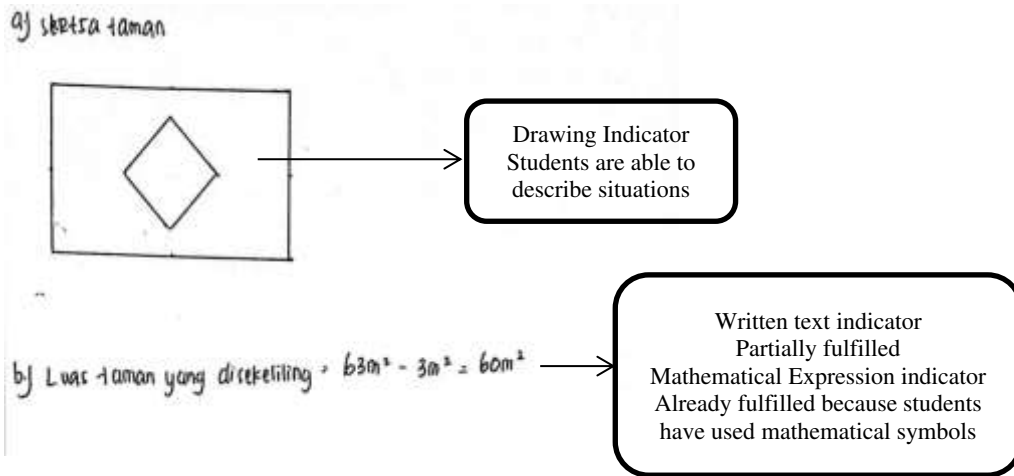 a) sketsa taman
Drawing Indicator
Students are able to
describe situations
Written text indicator
Partially fulfilled
Mathematical Expression indicator
Already fulfilled because students
have used mathematical symbols
b) Luas taman yang disekeliling = 63m² - 3m² = 60m²